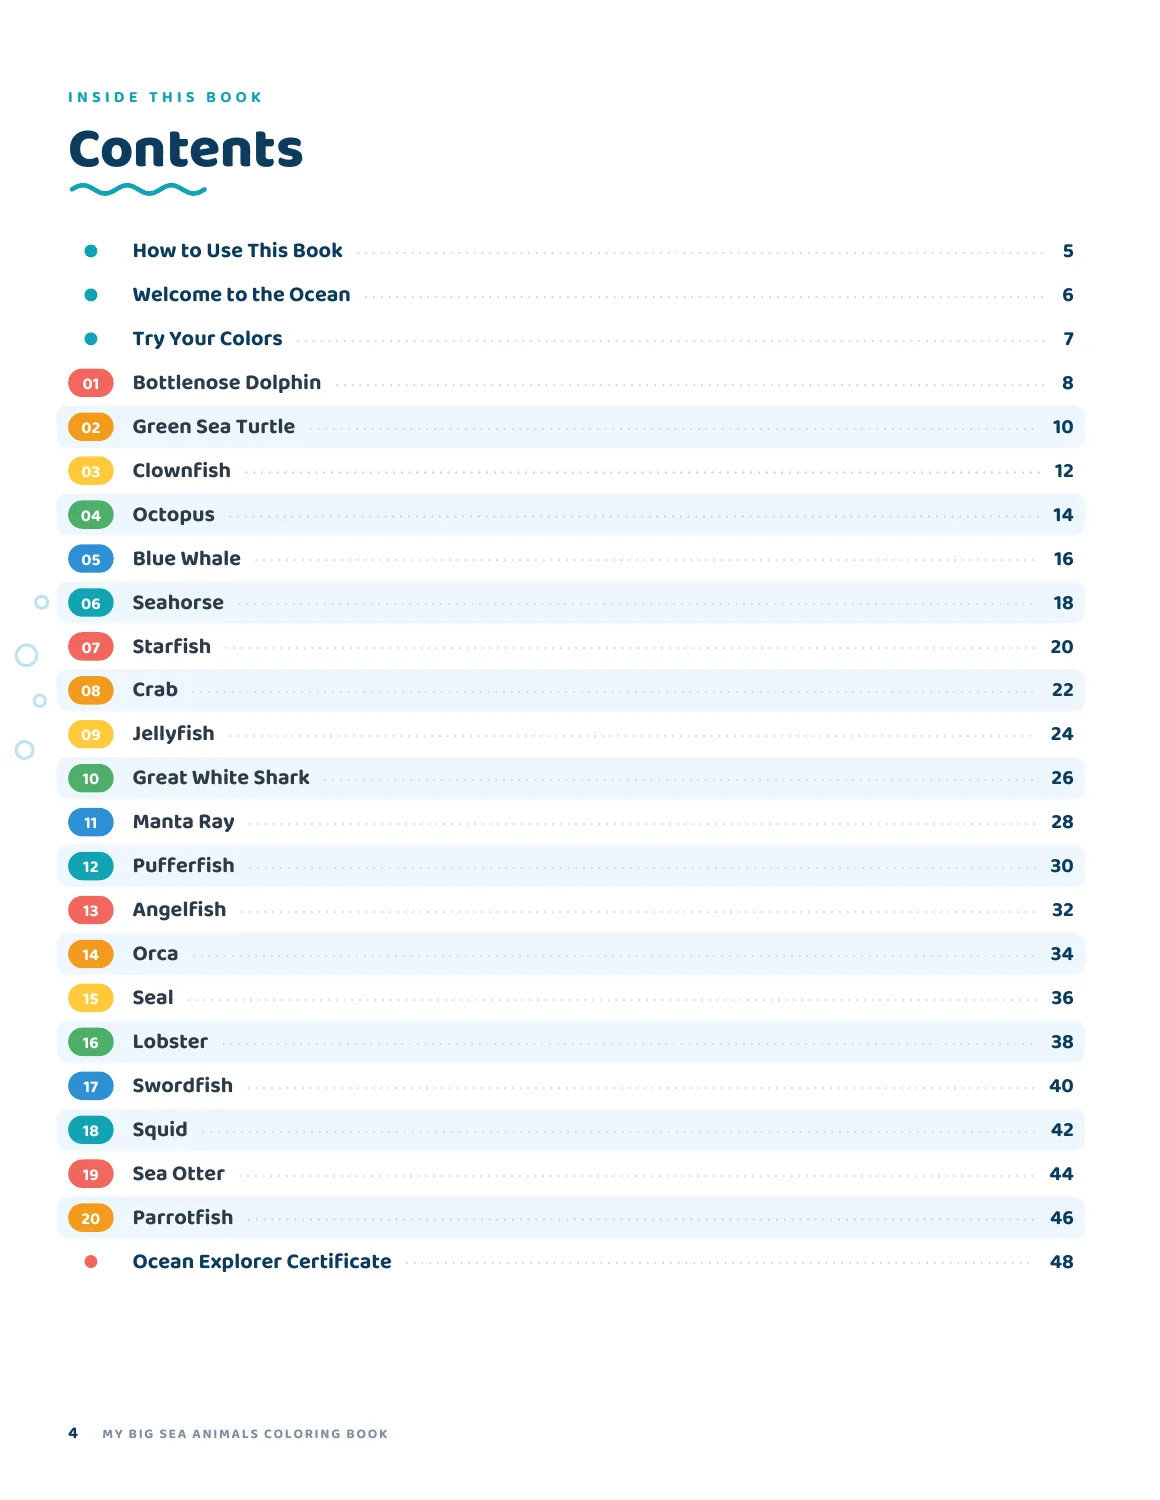 INSIDE THIS BOOK
Contents
How to Use This Book 5
Welcome to the Ocean 6
Try Your Colors 7
01 Bottlenose Dolphin 8
02 Green Sea Turtle 10
03 Clownfish 12
04 Octopus 14
05 Blue Whale 16
06 Seahorse 18
07 Starfish 20
08 Crab 22
09 Jellyfish 24
10 Great White Shark 26
11 Manta Ray 28
12 Pufferfish 30
13 Angelfish 32
14 Orca 34
15 Seal 36
16 Lobster 38
17 Swordfish 40
18 Squid 42
19 Sea Otter 44
20 Parrotfish 46
Ocean Explorer Certificate 48
4 MY BIG SEA ANIMALS COLORING BOOK